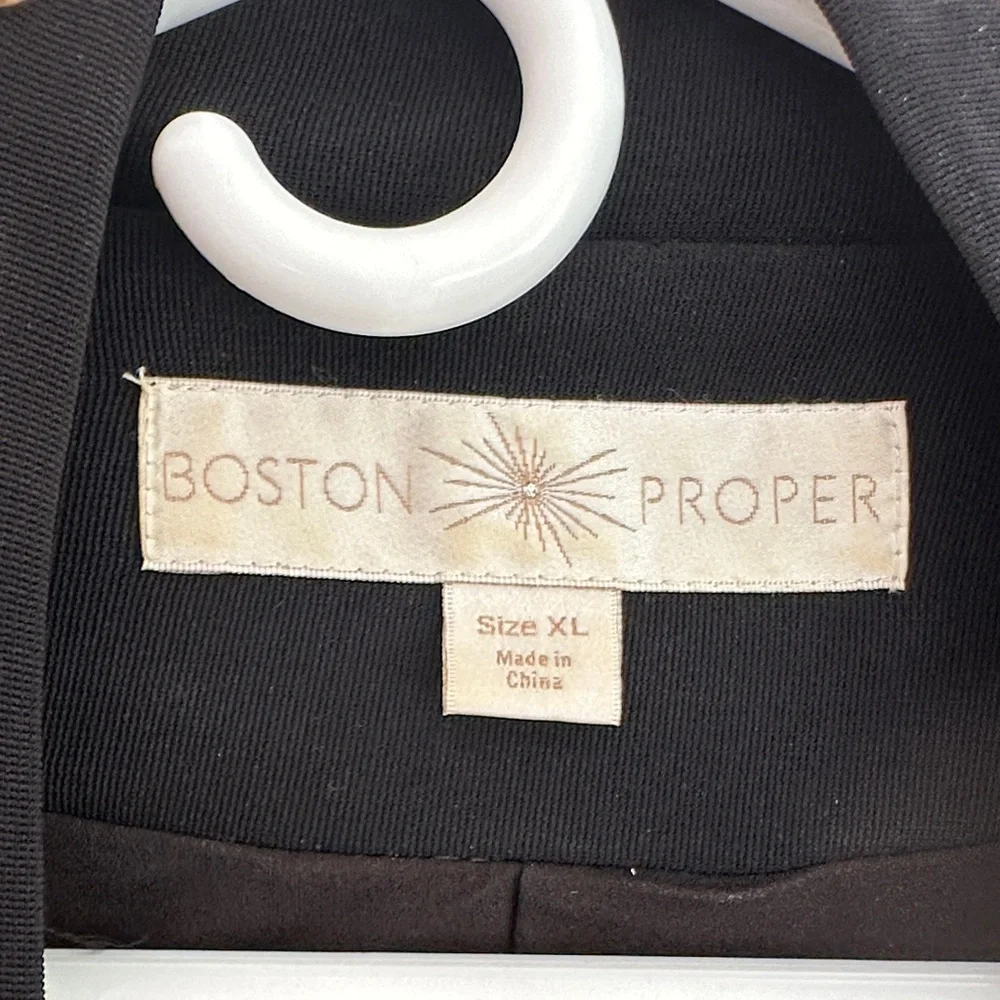 BOSTON PROPER
Size XL
Made in
China